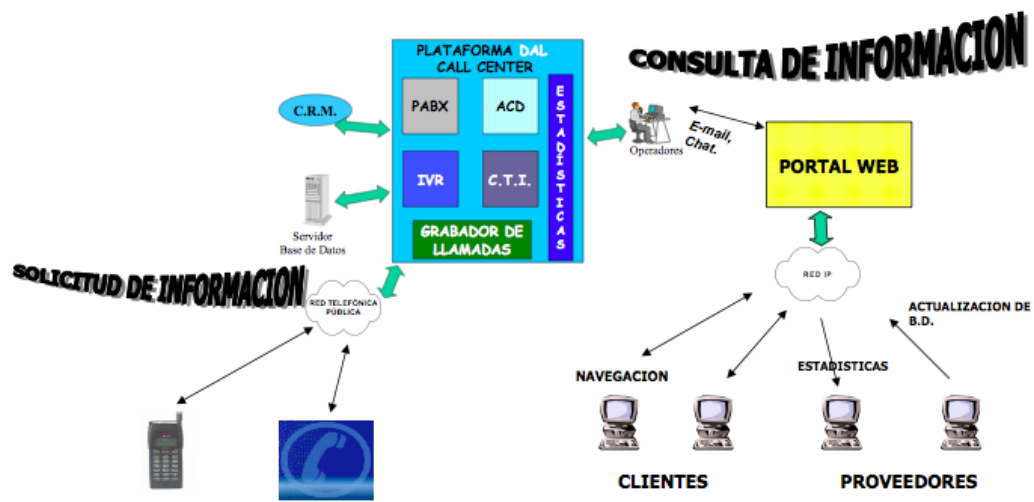 CONSULTA DE INFORMACION
PLATAFORMA DAL
CALL CENTER
PABX
ACD
IVR
C.T.I.
ESTADÍSTICAS
GRABADOR DE
LLAMADAS
C.R.M.
Servidor
Base de Datos
Operadores
E-mail,
Chat.
PORTAL WEB
SOLICITUD DE INFORMACION
RED TELEFÓNICA
PÚBLICA
RED IP
ACTUALIZACION DE
B.D.
NAVEGACION
ESTADISTICAS
CLIENTES
PROVEEDORES